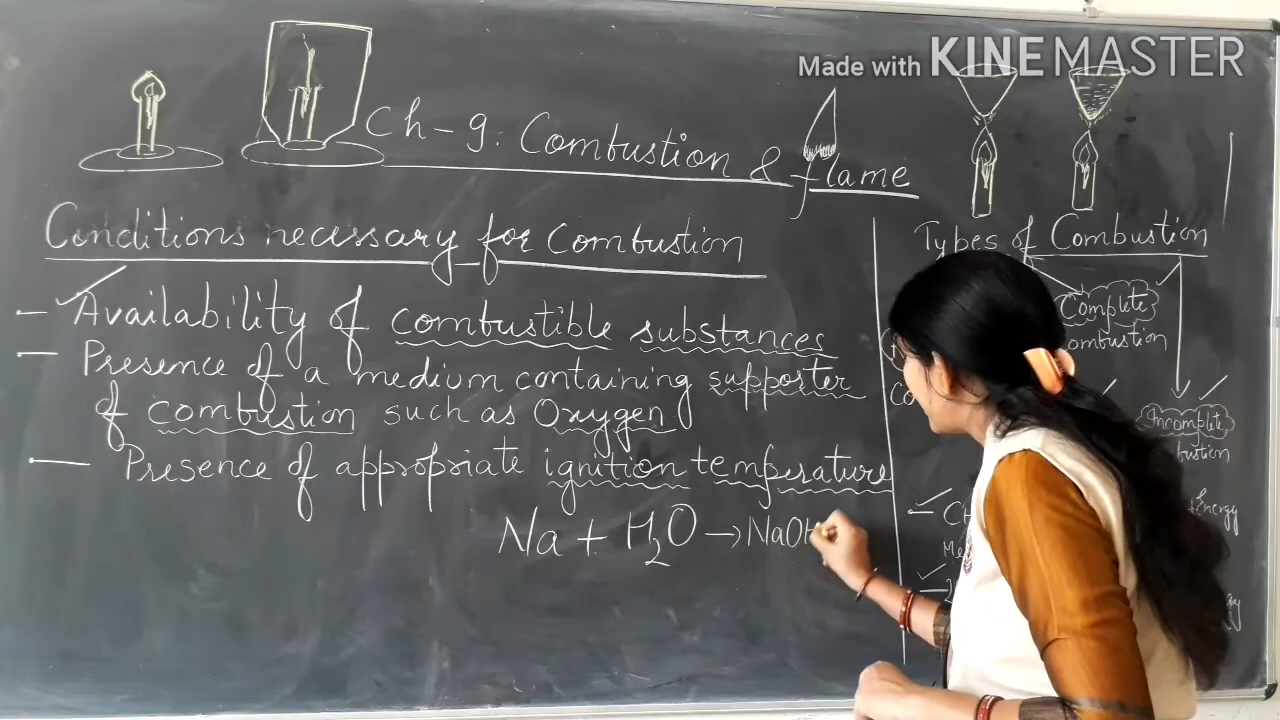 Made with KINEMASTER
Ch-9. Combustion & flame
Conditions necessary for Combustion
- Availability of combustible substances
- Presence of a medium containing supporter
of combustion such as Oxygen
- Presence of appropriate ignition temperature
Na + H₂O → NaOH
Types of Combustion
Complete
Combustion
Incomplete
Energy